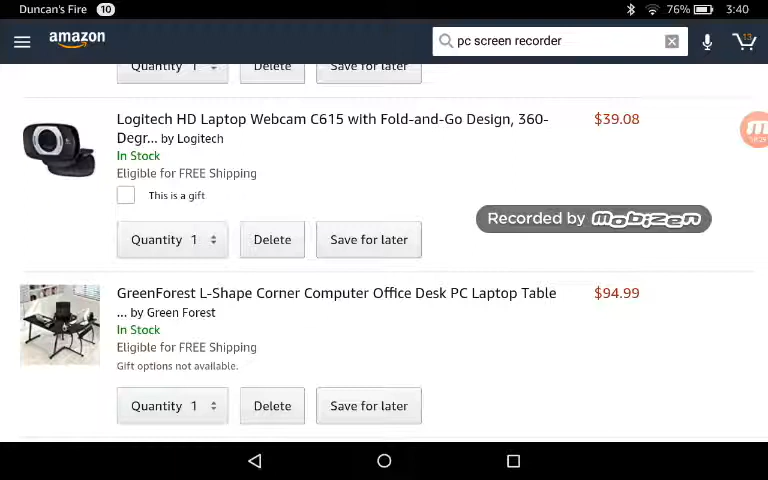 Duncan's Fire 10 76% 3:40
amazon pc screen recorder 13
Quantity 1 Delete Save for later
Logitech HD Laptop Webcam C615 with Fold-and-Go Design, 360- $39.08
Degr... by Logitech
In Stock
Eligible for FREE Shipping
This is a gift
Recorded by mobizen
Quantity 1 Delete Save for later
GreenForest L-Shape Corner Computer Office Desk PC Laptop Table $94.99
... by Green Forest
In Stock
Eligible for FREE Shipping
Gift options not available.
Quantity 1 Delete Save for later